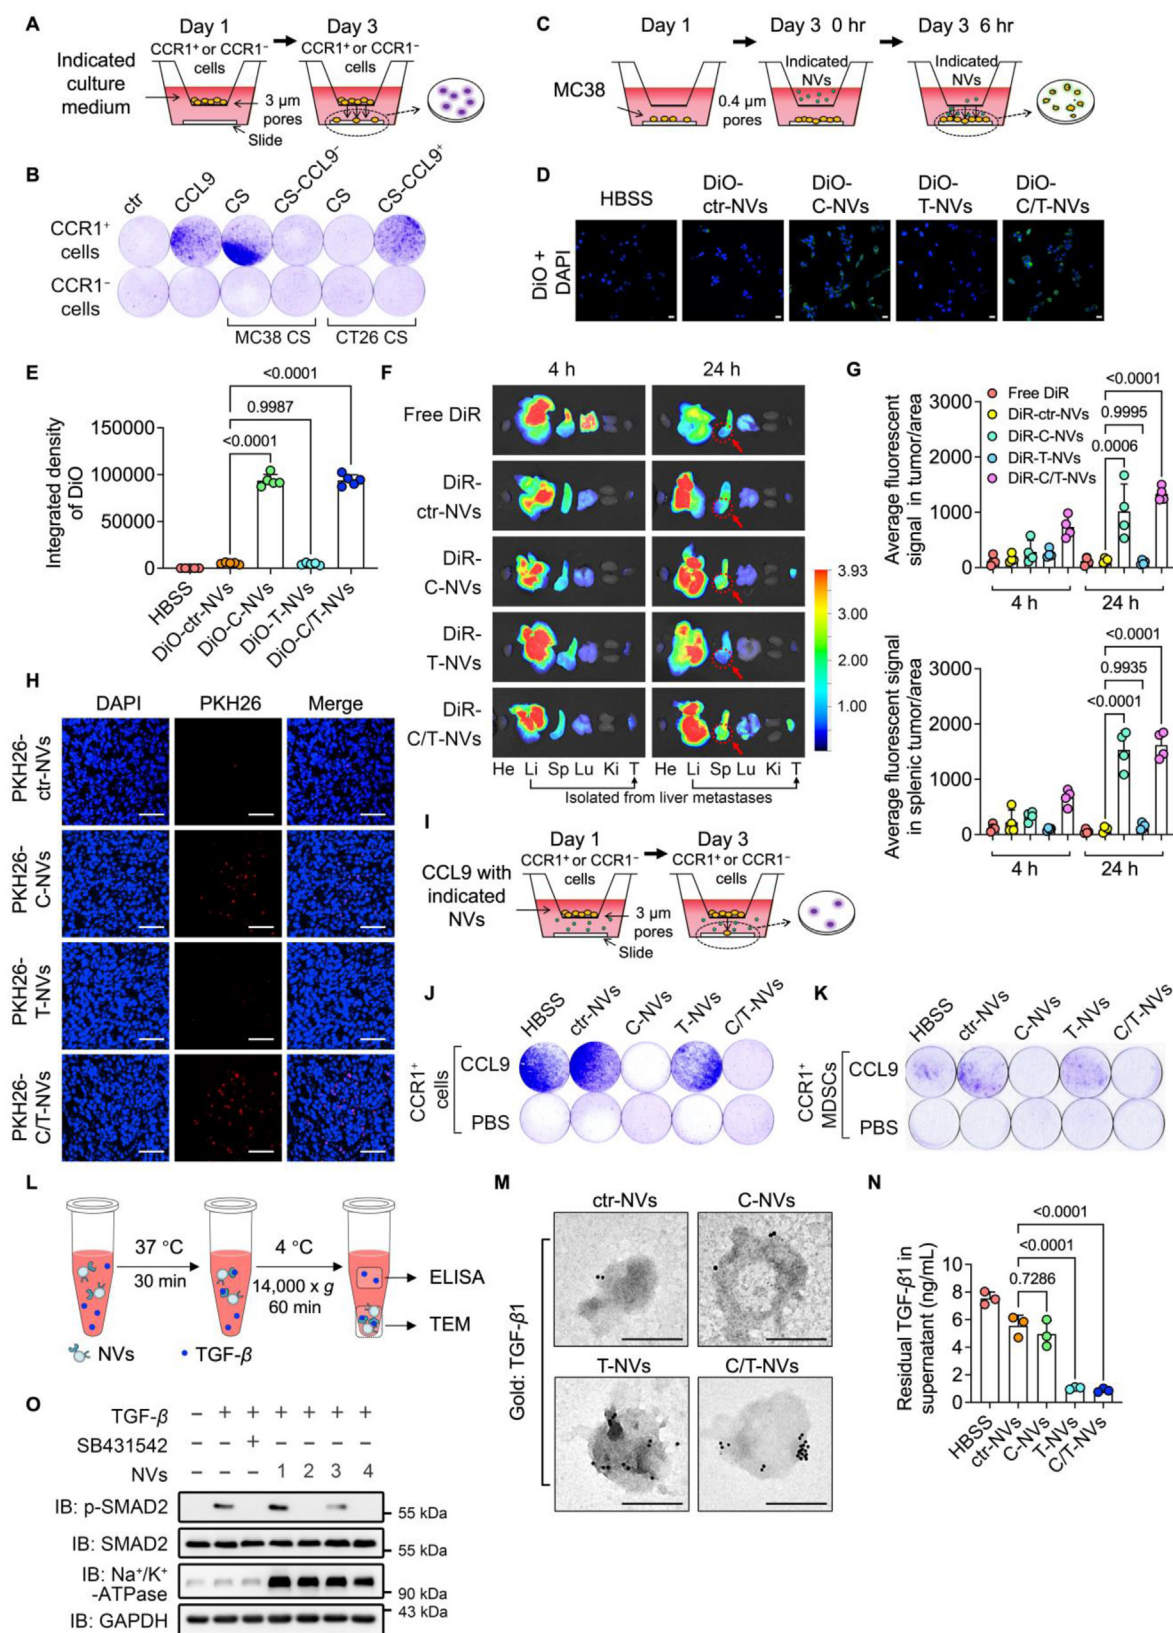 A
Day 1
Day 3
CCR1⁺ or CCR1⁻
cells
CCR1⁺ or CCR1⁻
cells
Indicated
culture
medium
3 μm
pores
Slide
B
ctr
CCL9
CS
CS-CCL9⁻
CS
CS-CCL9⁺
CCR1⁺
cells
CCR1⁻
cells
MC38 CS
CT26 CS
C
Day 1
Day 3 0 hr
Day 3 6 hr
Indicated
NVs
Indicated
NVs
MC38
0.4 μm
pores
D
HBSS
DiO-
ctr-NVs
DiO-
C-NVs
DiO-
T-NVs
DiO-
C/T-NVs
DiO +
DAPI
E
<0.0001
0.9987
<0.0001
Integrated density
of DiO
150000
100000
50000
0
HBSS
DiO-ctr-NVs
DiO-C-NVs
DiO-T-NVs
DiO-C/T-NVs
F
4 h
24 h
Free DiR
DiR-
ctr-NVs
DiR-
C-NVs
DiR-
T-NVs
DiR-
C/T-NVs
3.93
3.00
2.00
1.00
He Li Sp Lu Ki T
He Li Sp Lu Ki T
Isolated from liver metastases
G
Free DiR
DiR-ctr-NVs
DiR-C-NVs
DiR-T-NVs
DiR-C/T-NVs
<0.0001
0.9995
0.0006
Average fluorescent
signal in tumor/area
3000
2000
1000
0
4 h
24 h
<0.0001
0.9935
<0.0001
Average fluorescent signal
in splenic tumor/area
3000
2000
1000
0
4 h
24 h
H
DAPI
PKH26
Merge
PKH26-
ctr-NVs
PKH26-
C-NVs
PKH26-
T-NVs
PKH26-
C/T-NVs
I
Day 1
Day 3
CCR1⁺ or CCR1⁻
cells
CCR1⁺ or CCR1⁻
cells
CCL9 with
indicated
NVs
3 μm
pores
Slide
J
HBSS
ctr-NVs
C-NVs
T-NVs
C/T-NVs
CCR1⁺
cells
CCL9
PBS
K
HBSS
ctr-NVs
C-NVs
T-NVs
C/T-NVs
CCR1⁺
MDSCs
CCL9
PBS
L
37 °C
30 min
4 °C
14,000 x g
60 min
ELISA
TEM
NVs
TGF-β
M
ctr-NVs
C-NVs
T-NVs
C/T-NVs
Gold: TGF-β1
N
<0.0001
<0.0001
0.7286
Residual TGF-β1 in
supernatant (ng/mL)
10
8
6
4
2
0
HBSS
ctr-NVs
C-NVs
T-NVs
C/T-NVs
O
TGF-β − + + + + + +
SB431542 +
NVs − − − 1 2 3 4
IB: p-SMAD2
55 kDa
IB: SMAD2
55 kDa
IB: Na⁺/K⁺
-ATPase
90 kDa
43 kDa
IB: GAPDH